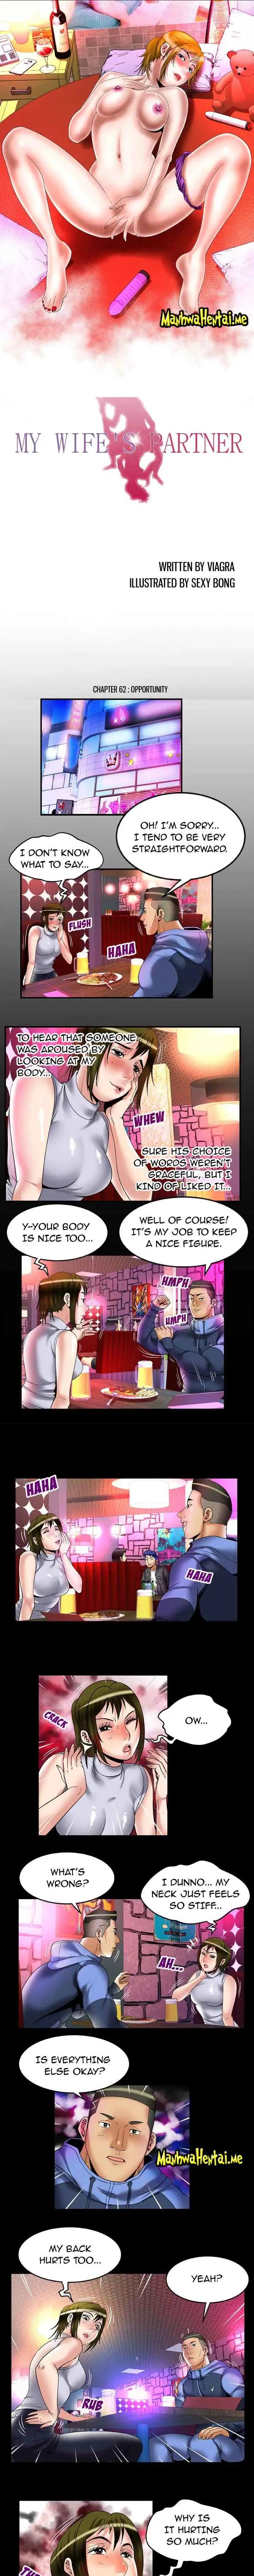 ManhwaHentai.me
MY WIFE'S PARTNER
WRITTEN BY VIAGRA
ILLUSTRATED BY SEXY BONG
CHAPTER 62 : OPPORTUNITY
OH! I'M SORRY...
I TEND TO BE VERY
STRAIGHTFORWARD.
I DON'T KNOW
WHAT TO SAY...
FLUSH
HAHA
TO HEAR THAT SOMEONE
WAS AROUSED BY
LOOKING AT MY
BODY...
WHEW
SURE HIS CHOICE
OF WORDS WEREN'T
GRACEFUL, BUT I
KIND OF LIKED IT...
Y-YOUR BODY
IS NICE TOO...
WELL OF COURSE!
IT'S MY JOB TO KEEP
A NICE FIGURE.
HMPH
HMPH
HAHA
HAHA
CRACK
OW...
WHAT'S
WRONG?
I DUNNO... MY
NECK JUST FEELS
SO STIFF...
AH...
IS EVERYTHING
ELSE OKAY?
ManhwaHentai.me
MY BACK
HURTS TOO...
YEAH?
RUB
WHY IS
IT HURTING
SO MUCH?